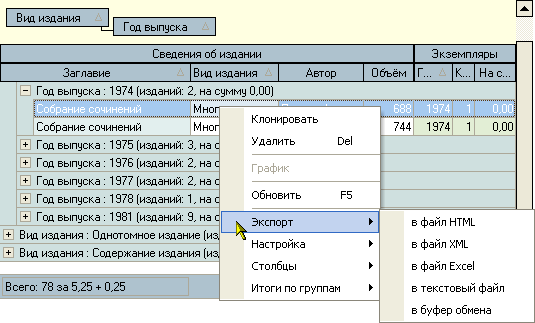 Вид издания
Год выпуска
Сведения об издании Экземпляры
Заглавие Вид издания Автор Объём Г... К... На с...
Год выпуска : 1974 (изданий: 2, на сумму 0,00)
Собрание сочинений Мног 688 1974 1 0,00
Собрание сочинений Мног 744 1974 1 0,00
Год выпуска : 1975 (изданий: 3, на с
Год выпуска : 1976 (изданий: 2, на с
Год выпуска : 1977 (изданий: 2, на с
Год выпуска : 1978 (изданий: 1, на с
Год выпуска : 1981 (изданий: 9, на с
Вид издания : Однотомное издание (из
Вид издания : Содержание издания (из
Всего: 78 за 5,25 + 0,25
Клонировать
Удалить Del
График
Обновить F5
Экспорт
Настройка
Столбцы
Итоги по группам
в файл HTML
в файл XML
в файл Excel
в текстовый файл
в буфер обмена